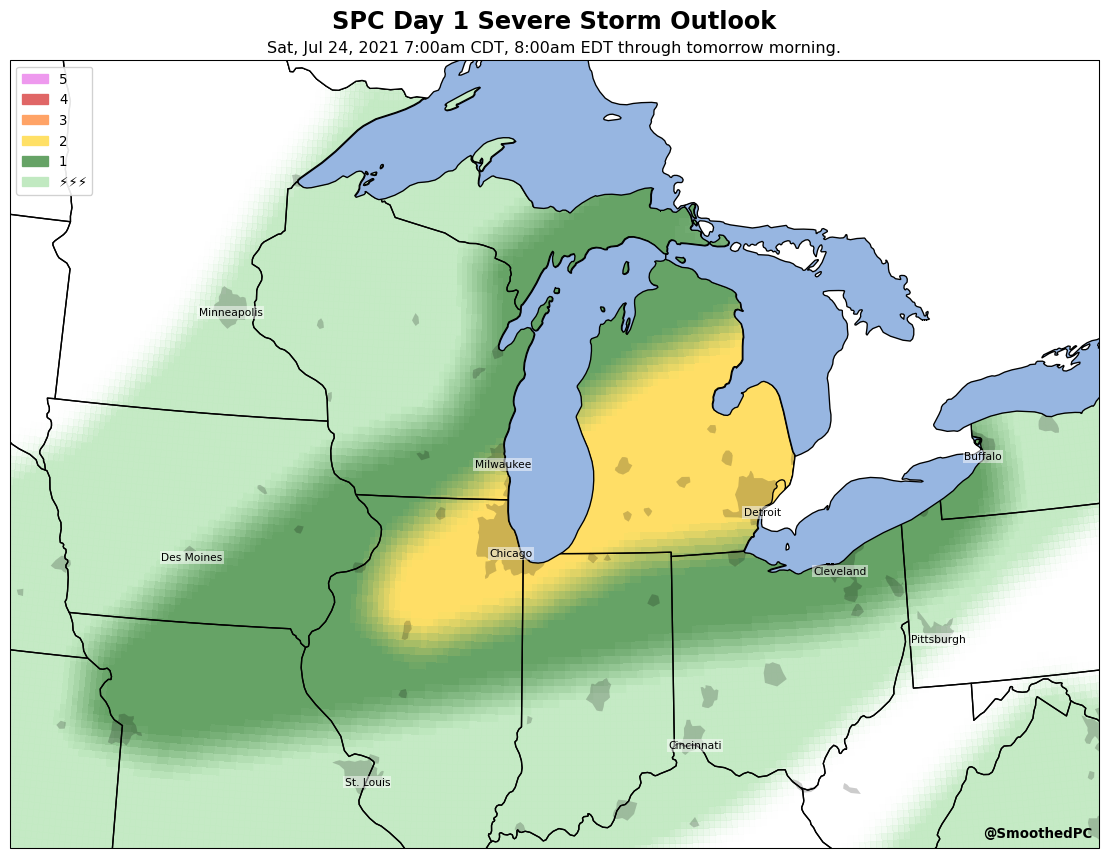 SPC Day 1 Severe Storm Outlook
Sat, Jul 24, 2021 7:00am CDT, 8:00am EDT through tomorrow morning.
5
4
3
2
1
⚡⚡⚡
Minneapolis
Milwaukee
Buffalo
Detroit
Chicago
Des Moines
Cleveland
Pittsburgh
Cincinnati
St. Louis
@SmoothedPC